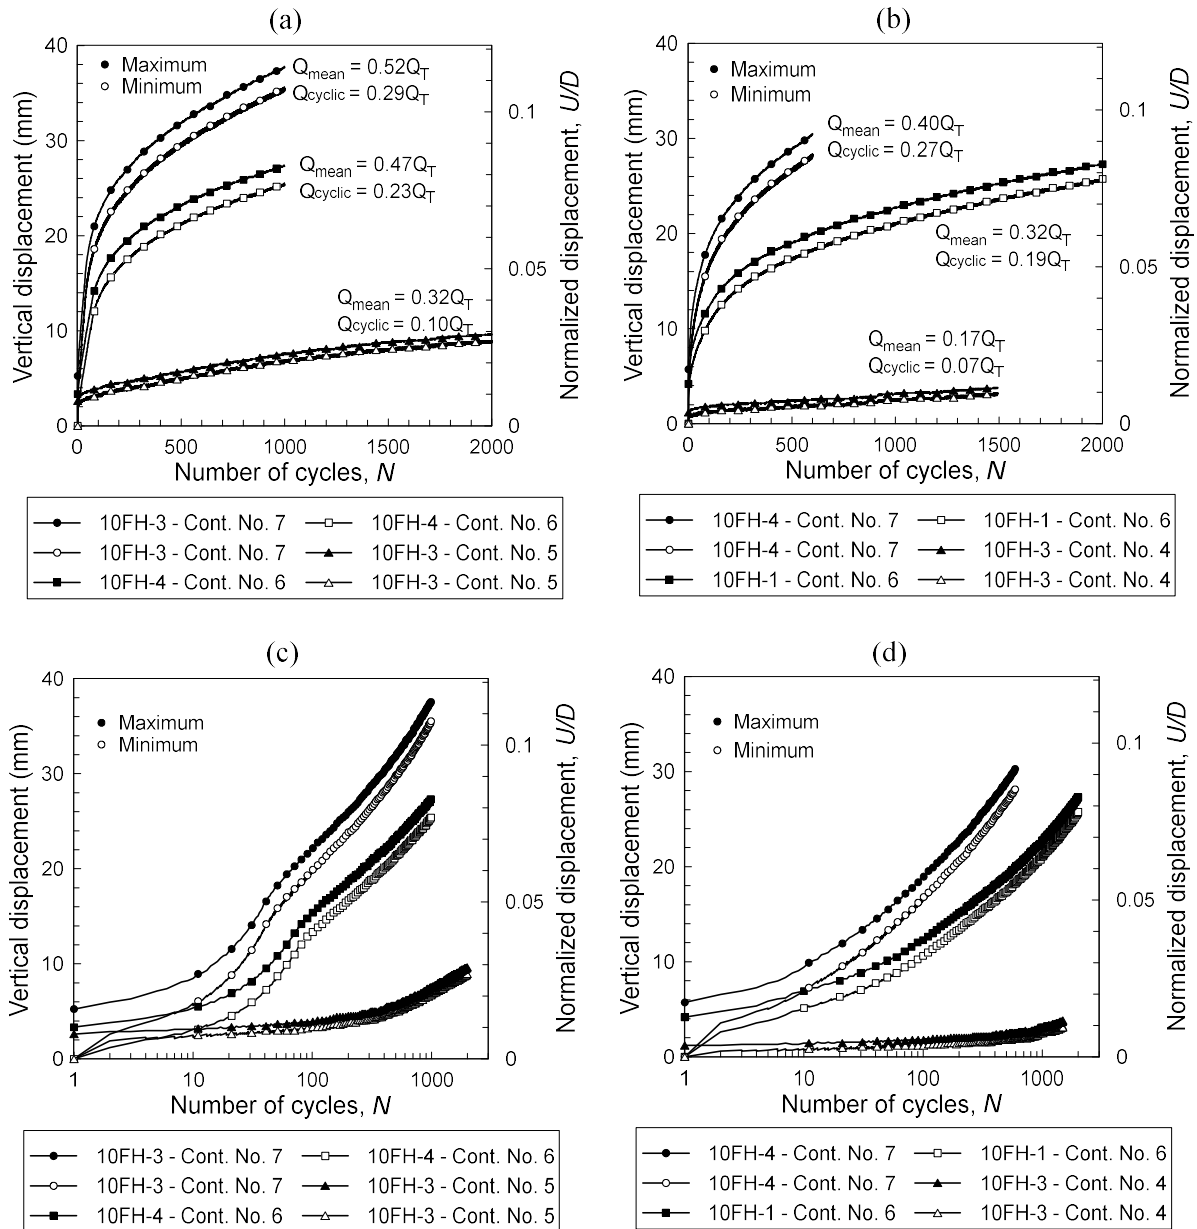 (a)
40
30
20
10
0
Vertical displacement (mm)
Maximum
Minimum
Qmean = 0.52QT
Qcyclic = 0.29QT
Qmean = 0.47QT
Qcyclic = 0.23QT
Qmean = 0.32QT
Qcyclic = 0.10QT
0.1
0.05
0
Normalized displacement, U/D
0 500 1000 1500 2000
Number of cycles, N
10FH-3 - Cont. No. 7 10FH-4 - Cont. No. 6
10FH-3 - Cont. No. 7 10FH-3 - Cont. No. 5
10FH-4 - Cont. No. 6 10FH-3 - Cont. No. 5
(b)
40
30
20
10
0
Vertical displacement (mm)
Maximum
Minimum
Qmean = 0.40QT
Qcyclic = 0.27QT
Qmean = 0.32QT
Qcyclic = 0.19QT
Qmean = 0.17QT
Qcyclic = 0.07QT
0.1
0.05
0
Normalized displacement, U/D
0 500 1000 1500 2000
Number of cycles, N
10FH-4 - Cont. No. 7 10FH-1 - Cont. No. 6
10FH-4 - Cont. No. 7 10FH-3 - Cont. No. 4
10FH-1 - Cont. No. 6 10FH-3 - Cont. No. 4
(c)
40
30
20
10
0
Vertical displacement (mm)
Maximum
Minimum
0.1
0.05
0
Normalized displacement, U/D
1 10 100 1000
Number of cycles, N
10FH-3 - Cont. No. 7 10FH-4 - Cont. No. 6
10FH-3 - Cont. No. 7 10FH-3 - Cont. No. 5
10FH-4 - Cont. No. 6 10FH-3 - Cont. No. 5
(d)
40
30
20
10
0
Vertical displacement (mm)
Maximum
Minimum
0.1
0.05
0
Normalized displacement, U/D
1 10 100 1000
Number of cycles, N
10FH-4 - Cont. No. 7 10FH-1 - Cont. No. 6
10FH-4 - Cont. No. 7 10FH-3 - Cont. No. 4
10FH-1 - Cont. No. 6 10FH-3 - Cont. No. 4